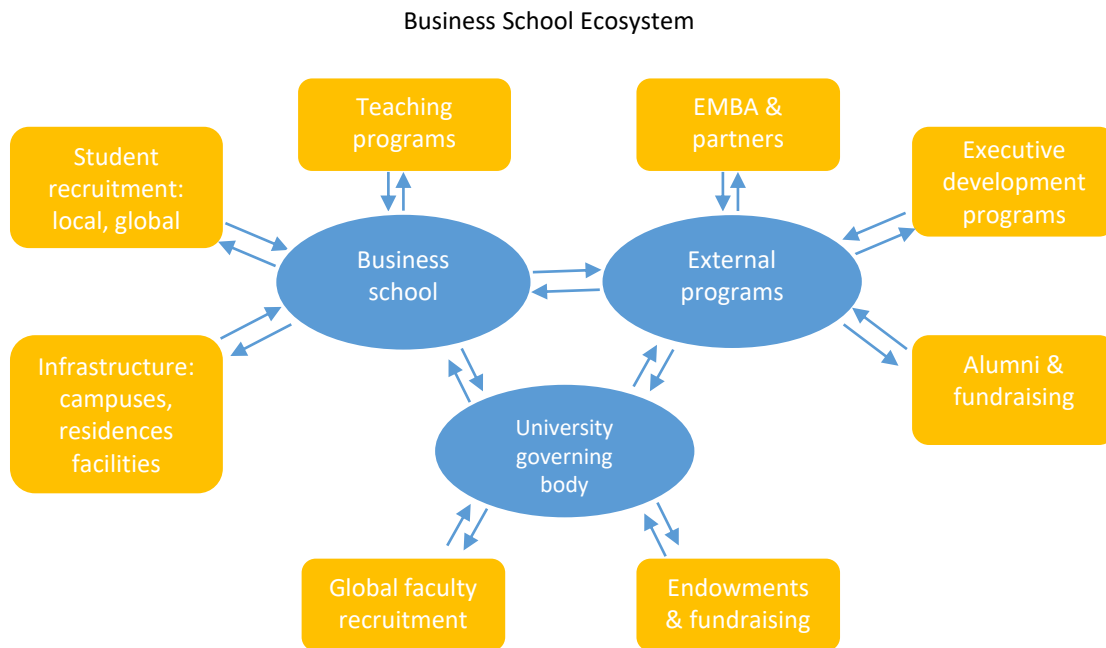 Business School Ecosystem
Teaching
programs
EMBA &
partners
Student
recruitment:
local, global
Executive
development
programs
Business
school
External
programs
Infrastructure:
campuses,
residences
facilities
Alumni &
fundraising
University
governing
body
Global faculty
recruitment
Endowments
& fundraising